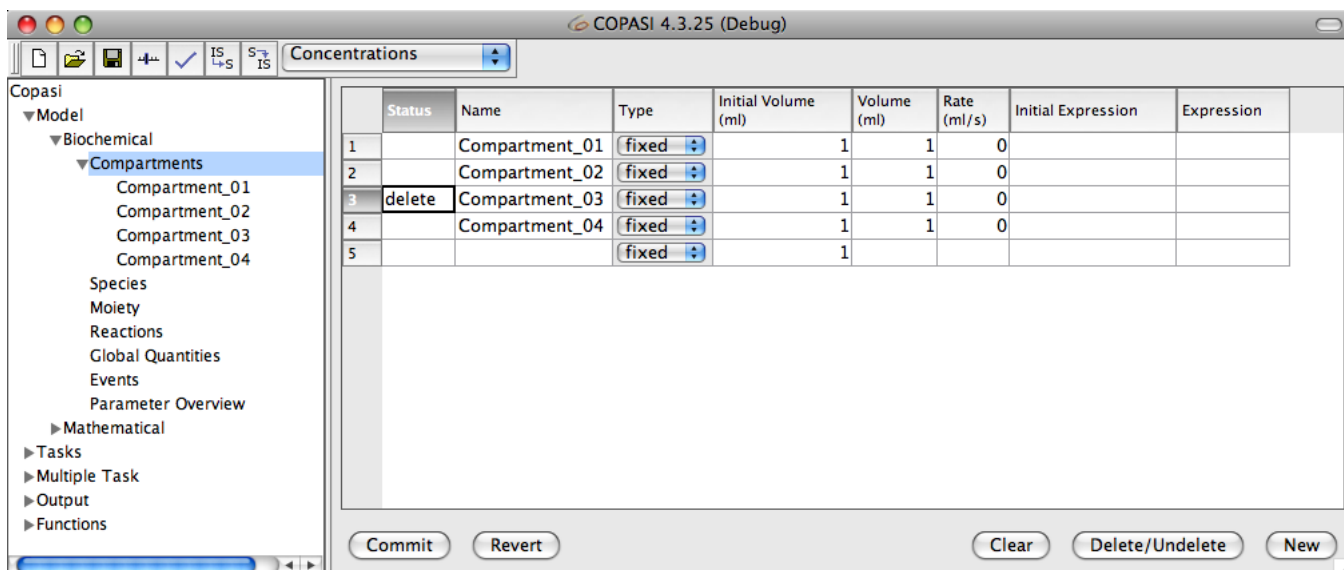 COPASI 4.3.25 (Debug)
IS S S IS Concentrations
Copasi
Model
Biochemical
Compartments
Compartment_01
Compartment_02
Compartment_03
Compartment_04
Species
Moiety
Reactions
Global Quantities
Events
Parameter Overview
Mathematical
Tasks
Multiple Task
Output
Functions
Status Name Type Initial Volume (ml) Volume (ml) Rate (ml/s) Initial Expression Expression
1 Compartment_01 fixed 1 1 0
2 Compartment_02 fixed 1 1 0
3 delete Compartment_03 fixed 1 1 0
4 Compartment_04 fixed 1 1 0
5 fixed 1
Commit Revert Clear Delete/Undelete New